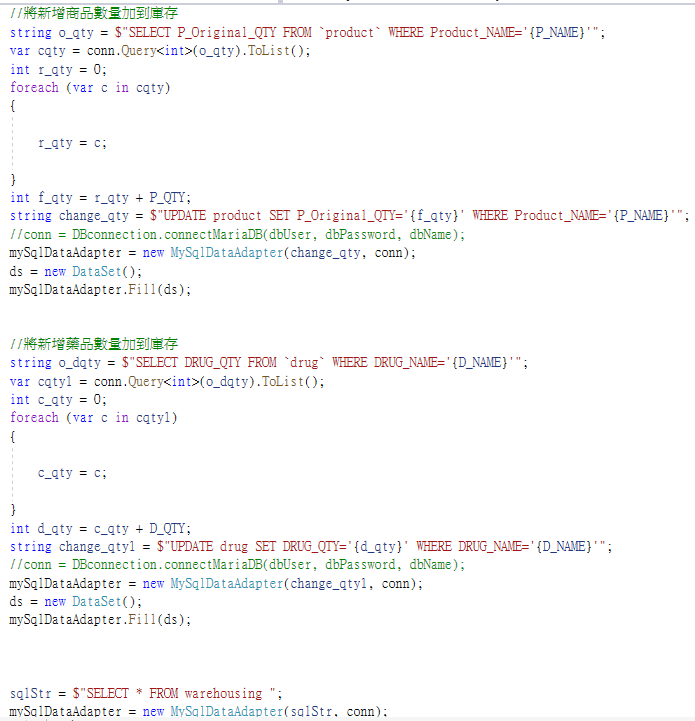 //將新增商品數量加到庫存
string o_qty = $"SELECT P_Original_QTY FROM `product` WHERE Product_NAME='{P_NAME}'";
var cqty = conn.Query<int>(o_qty).ToList();
int r_qty = 0;
foreach (var c in cqty)
{
r_qty = c;
}
int f_qty = r_qty + P_QTY;
string change_qty = $"UPDATE product SET P_Original_QTY='{f_qty}' WHERE Product_NAME='{P_NAME}'";
//conn = DBconnection.connectMariaDB(dbUser, dbPassword, dbName);
mySqlDataAdapter = new MySqlDataAdapter(change_qty, conn);
ds = new DataSet();
mySqlDataAdapter.Fill(ds);
//將新增藥品數量加到庫存
string o_dqty = $"SELECT DRUG_QTY FROM `drug` WHERE DRUG_NAME='{D_NAME}'";
var cqty1 = conn.Query<int>(o_dqty).ToList();
int c_qty = 0;
foreach (var c in cqty1)
{
c_qty = c;
}
int d_qty = c_qty + D_QTY;
string change_qty1 = $"UPDATE drug SET DRUG_QTY='{d_qty}' WHERE DRUG_NAME='{D_NAME}'";
//conn = DBconnection.connectMariaDB(dbUser, dbPassword, dbName);
mySqlDataAdapter = new MySqlDataAdapter(change_qty1, conn);
ds = new DataSet();
mySqlDataAdapter.Fill(ds);
sqlStr = $"SELECT * FROM warehousing ";
mySqlDataAdapter = new MySqlDataAdapter(sqlStr, conn);